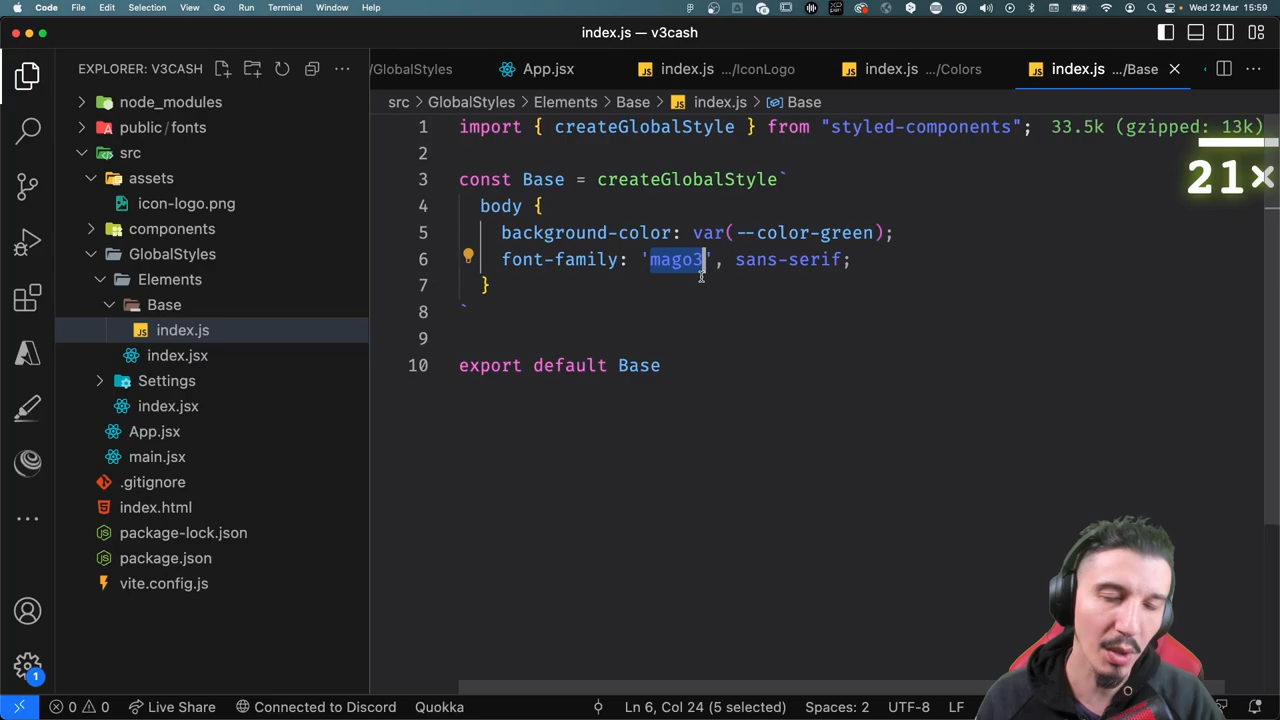 Code File Edit Selection View Go Run Terminal Window Help Wed 22 Mar 15:59
index.js — v3cash
EXPLORER: V3CASH
/GlobalStyles App.jsx index.js .../IconLogo index.js .../Colors index.js .../Base
src > GlobalStyles > Elements > Base > index.js > Base
node_modules
public/fonts
src
assets
icon-logo.png
components
GlobalStyles
Elements
Base
index.js
index.jsx
Settings
index.jsx
App.jsx
main.jsx
.gitignore
index.html
package-lock.json
package.json
vite.config.js
1 import { createGlobalStyle } from "styled-components"; 33.5k (gzipped: 13k)
2
3 const Base = createGlobalStyle`
4 body {
5 background-color: var(--color-green);
6 font-family: 'mago3', sans-serif;
7 }
8 `
9
10 export default Base
21×
1
0 0 Live Share Connected to Discord Quokka Ln 6, Col 24 (5 selected) Spaces: 2 UTF-8 LF